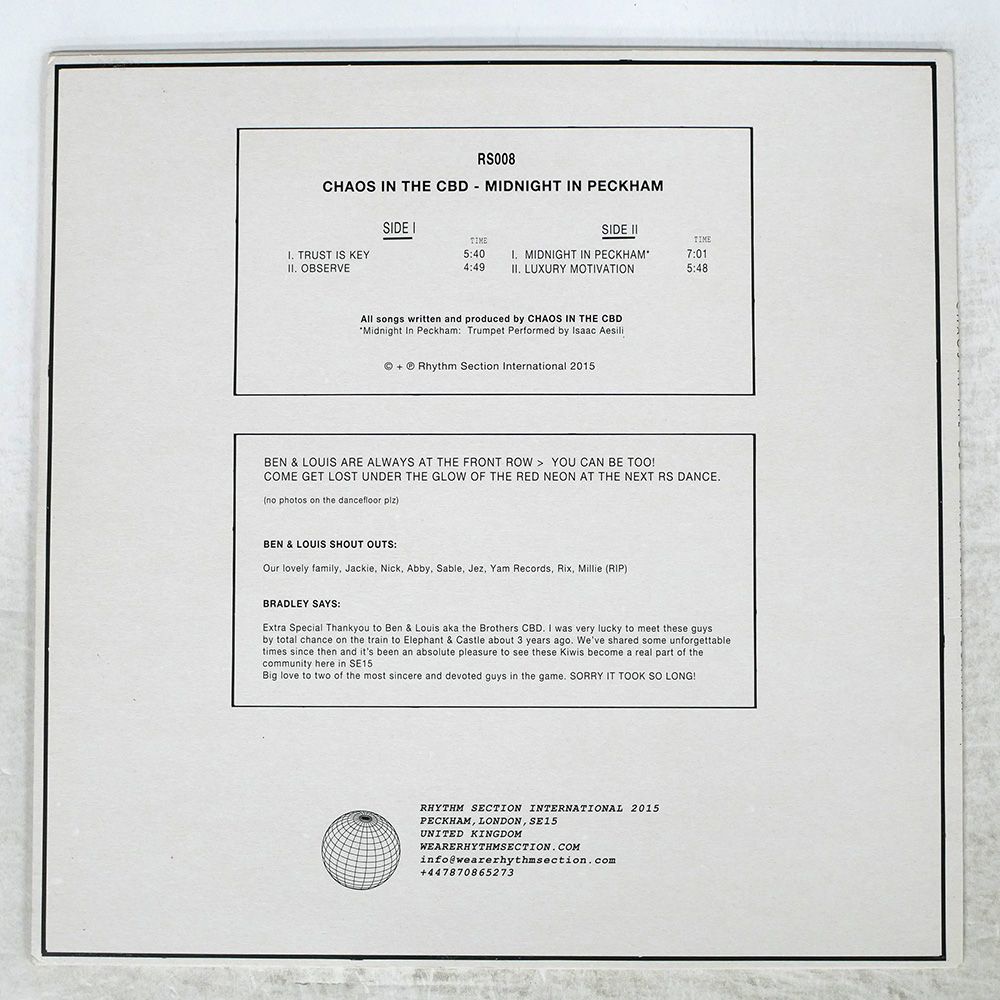 RS008
CHAOS IN THE CBD - MIDNIGHT IN PECKHAM
SIDE I
TIME
I. TRUST IS KEY 5:40
II. OBSERVE 4:49
SIDE II
TIME
I. MIDNIGHT IN PECKHAM* 7:01
II. LUXURY MOTIVATION 5:48
All songs written and produced by CHAOS IN THE CBD
*Midnight In Peckham: Trumpet Performed by Isaac Aesili
© + ℗ Rhythm Section International 2015
BEN & LOUIS ARE ALWAYS AT THE FRONT ROW > YOU CAN BE TOO!
COME GET LOST UNDER THE GLOW OF THE RED NEON AT THE NEXT RS DANCE.
(no photos on the dancefloor plz)
BEN & LOUIS SHOUT OUTS:
Our lovely family, Jackie, Nick, Abby, Sable, Jez, Yam Records, Rix, Millie (RIP)
BRADLEY SAYS:
Extra Special Thankyou to Ben & Louis aka the Brothers CBD. I was very lucky to meet these guys
by total chance on the train to Elephant & Castle about 3 years ago. We've shared some unforgettable
times since then and it's been an absolute pleasure to see these Kiwis become a real part of the
community here in SE15
Big love to two of the most sincere and devoted guys in the game. SORRY IT TOOK SO LONG!
RHYTHM SECTION INTERNATIONAL 2015
PECKHAM,LONDON,SE15
UNITED KINGDOM
WEARERHYTHMSECTION.COM
info@wearerhythmsection.com
+447870865273